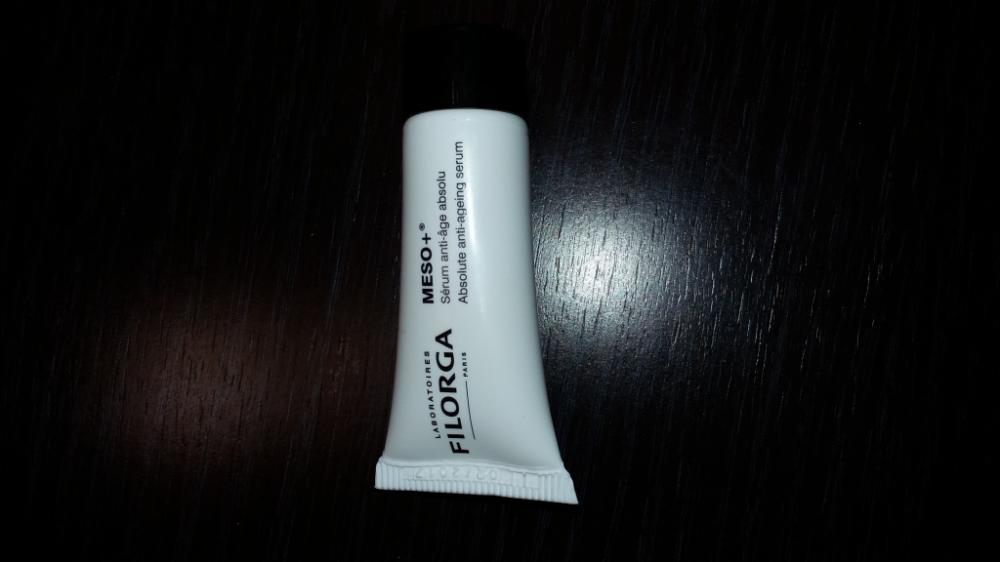 LABORATOIRES
FILORGA
PARIS
MESO+®
Sérum anti-âge absolu
Absolute anti-ageing serum